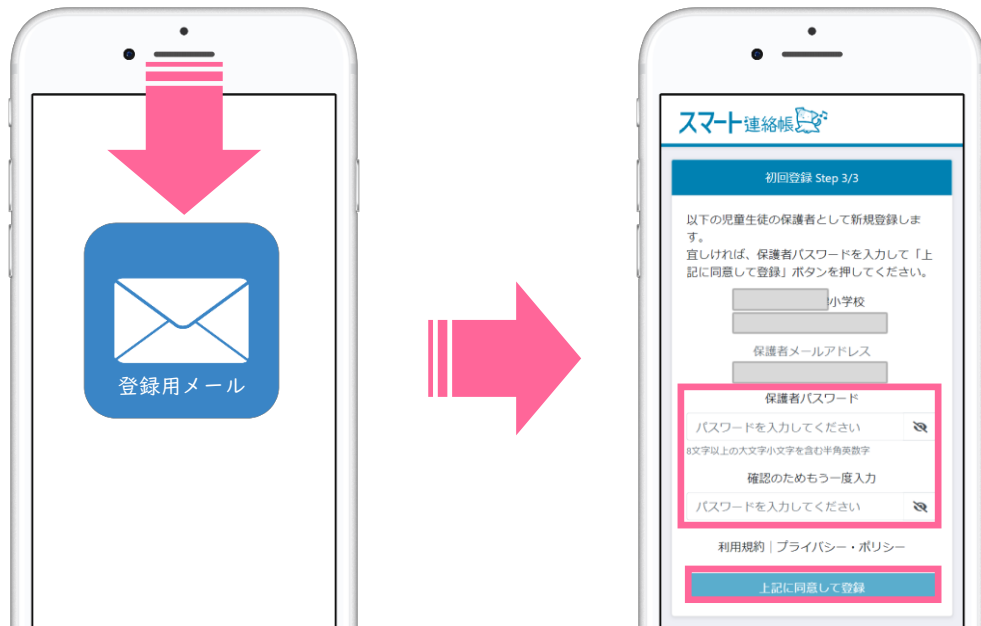 登録用メール
スマート連絡帳
初回登録 Step 3/3
以下の児童生徒の保護者として新規登録しま
す。
宜しければ、保護者パスワードを入力して「上
記に同意して登録」ボタンを押してください。
小学校
保護者メールアドレス
保護者パスワード
パスワードを入力してください
8文字以上の大文字小文字を含む半角英数字
確認のためもう一度入力
パスワードを入力してください
利用規約｜プライバシー・ポリシー
上記に同意して登録